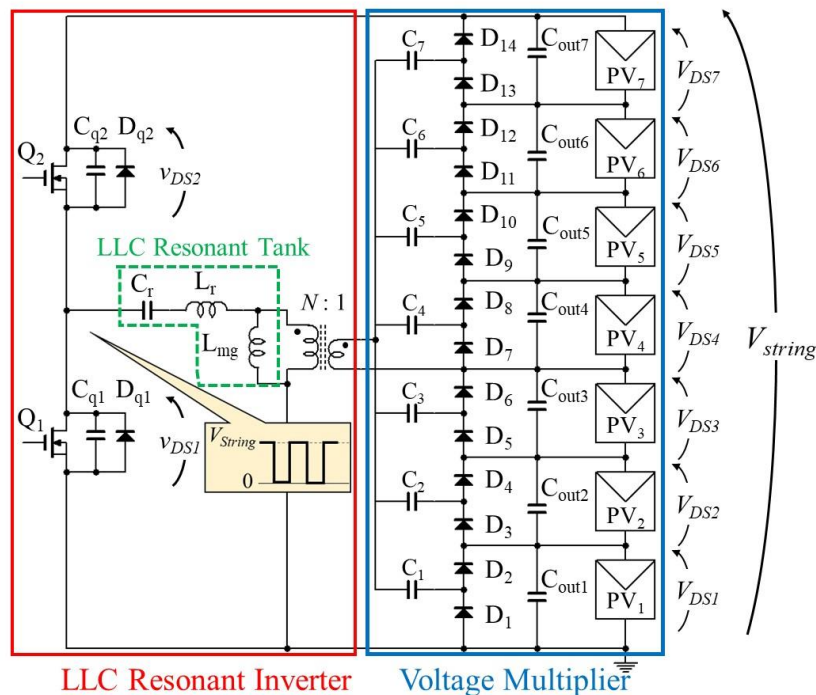 C7
D14
Cout7
PV7
VDS7
D13
Cq2 Dq2
Q2
vDS2
C6
D12
Cout6
PV6
VDS6
D11
LLC Resonant Tank
Cr
Lr
N : 1
Lmg
C5
D10
Cout5
PV5
VDS5
D9
C4
D8
Cout4
PV4
VDS4
D7
Vstring
Cq1 Dq1
Q1
vDS1
VString
0
C3
D6
Cout3
PV3
VDS3
D5
C2
D4
Cout2
PV2
VDS2
D3
C1
D2
Cout1
PV1
VDS1
D1
LLC Resonant Inverter
Voltage Multiplier